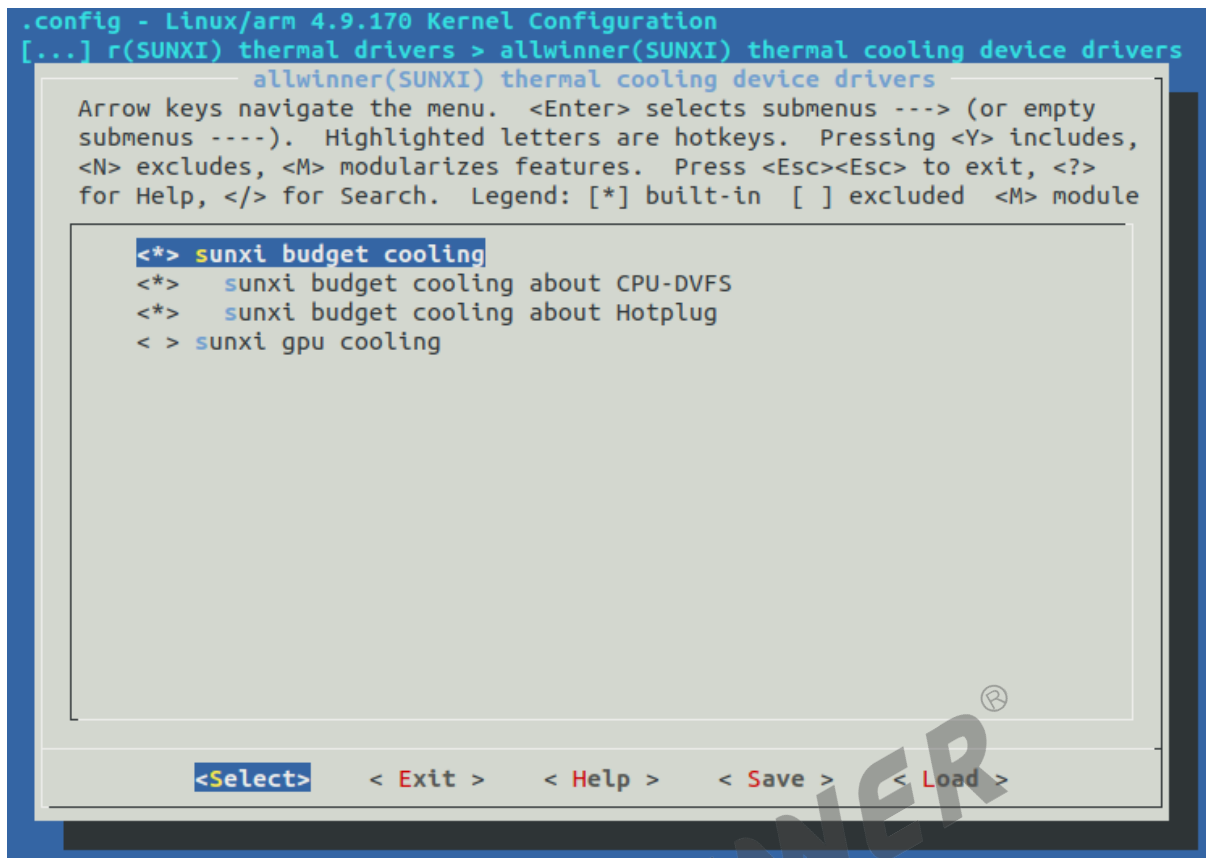 .config - Linux/arm 4.9.170 Kernel Configuration
[...] r(SUNXI) thermal drivers > allwinner(SUNXI) thermal cooling device drivers
allwinner(SUNXI) thermal cooling device drivers
Arrow keys navigate the menu.  <Enter> selects submenus ---> (or empty
submenus ----).  Highlighted letters are hotkeys.  Pressing <Y> includes,
<N> excludes, <M> modularizes features.  Press <Esc><Esc> to exit, <?>
for Help, </> for Search.  Legend: [*] built-in  [ ] excluded  <M> module
<*> sunxi budget cooling
<*>   sunxi budget cooling about CPU-DVFS
<*>   sunxi budget cooling about Hotplug
< > sunxi gpu cooling
<Select>    < Exit >    < Help >    < Save >    < Load >